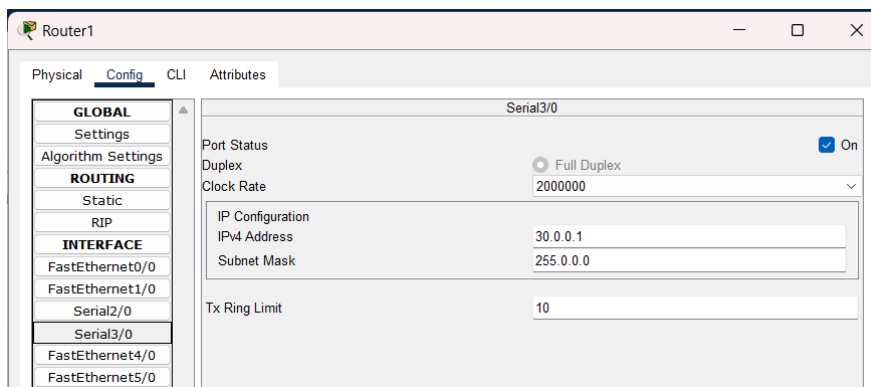 Router1
Physical Config CLI Attributes
GLOBAL
Settings
Algorithm Settings
ROUTING
Static
RIP
INTERFACE
FastEthernet0/0
FastEthernet1/0
Serial2/0
Serial3/0
FastEthernet4/0
FastEthernet5/0
Serial3/0
Port Status On
Duplex Full Duplex
Clock Rate 2000000
IP Configuration
IPv4 Address 30.0.0.1
Subnet Mask 255.0.0.0
Tx Ring Limit 10